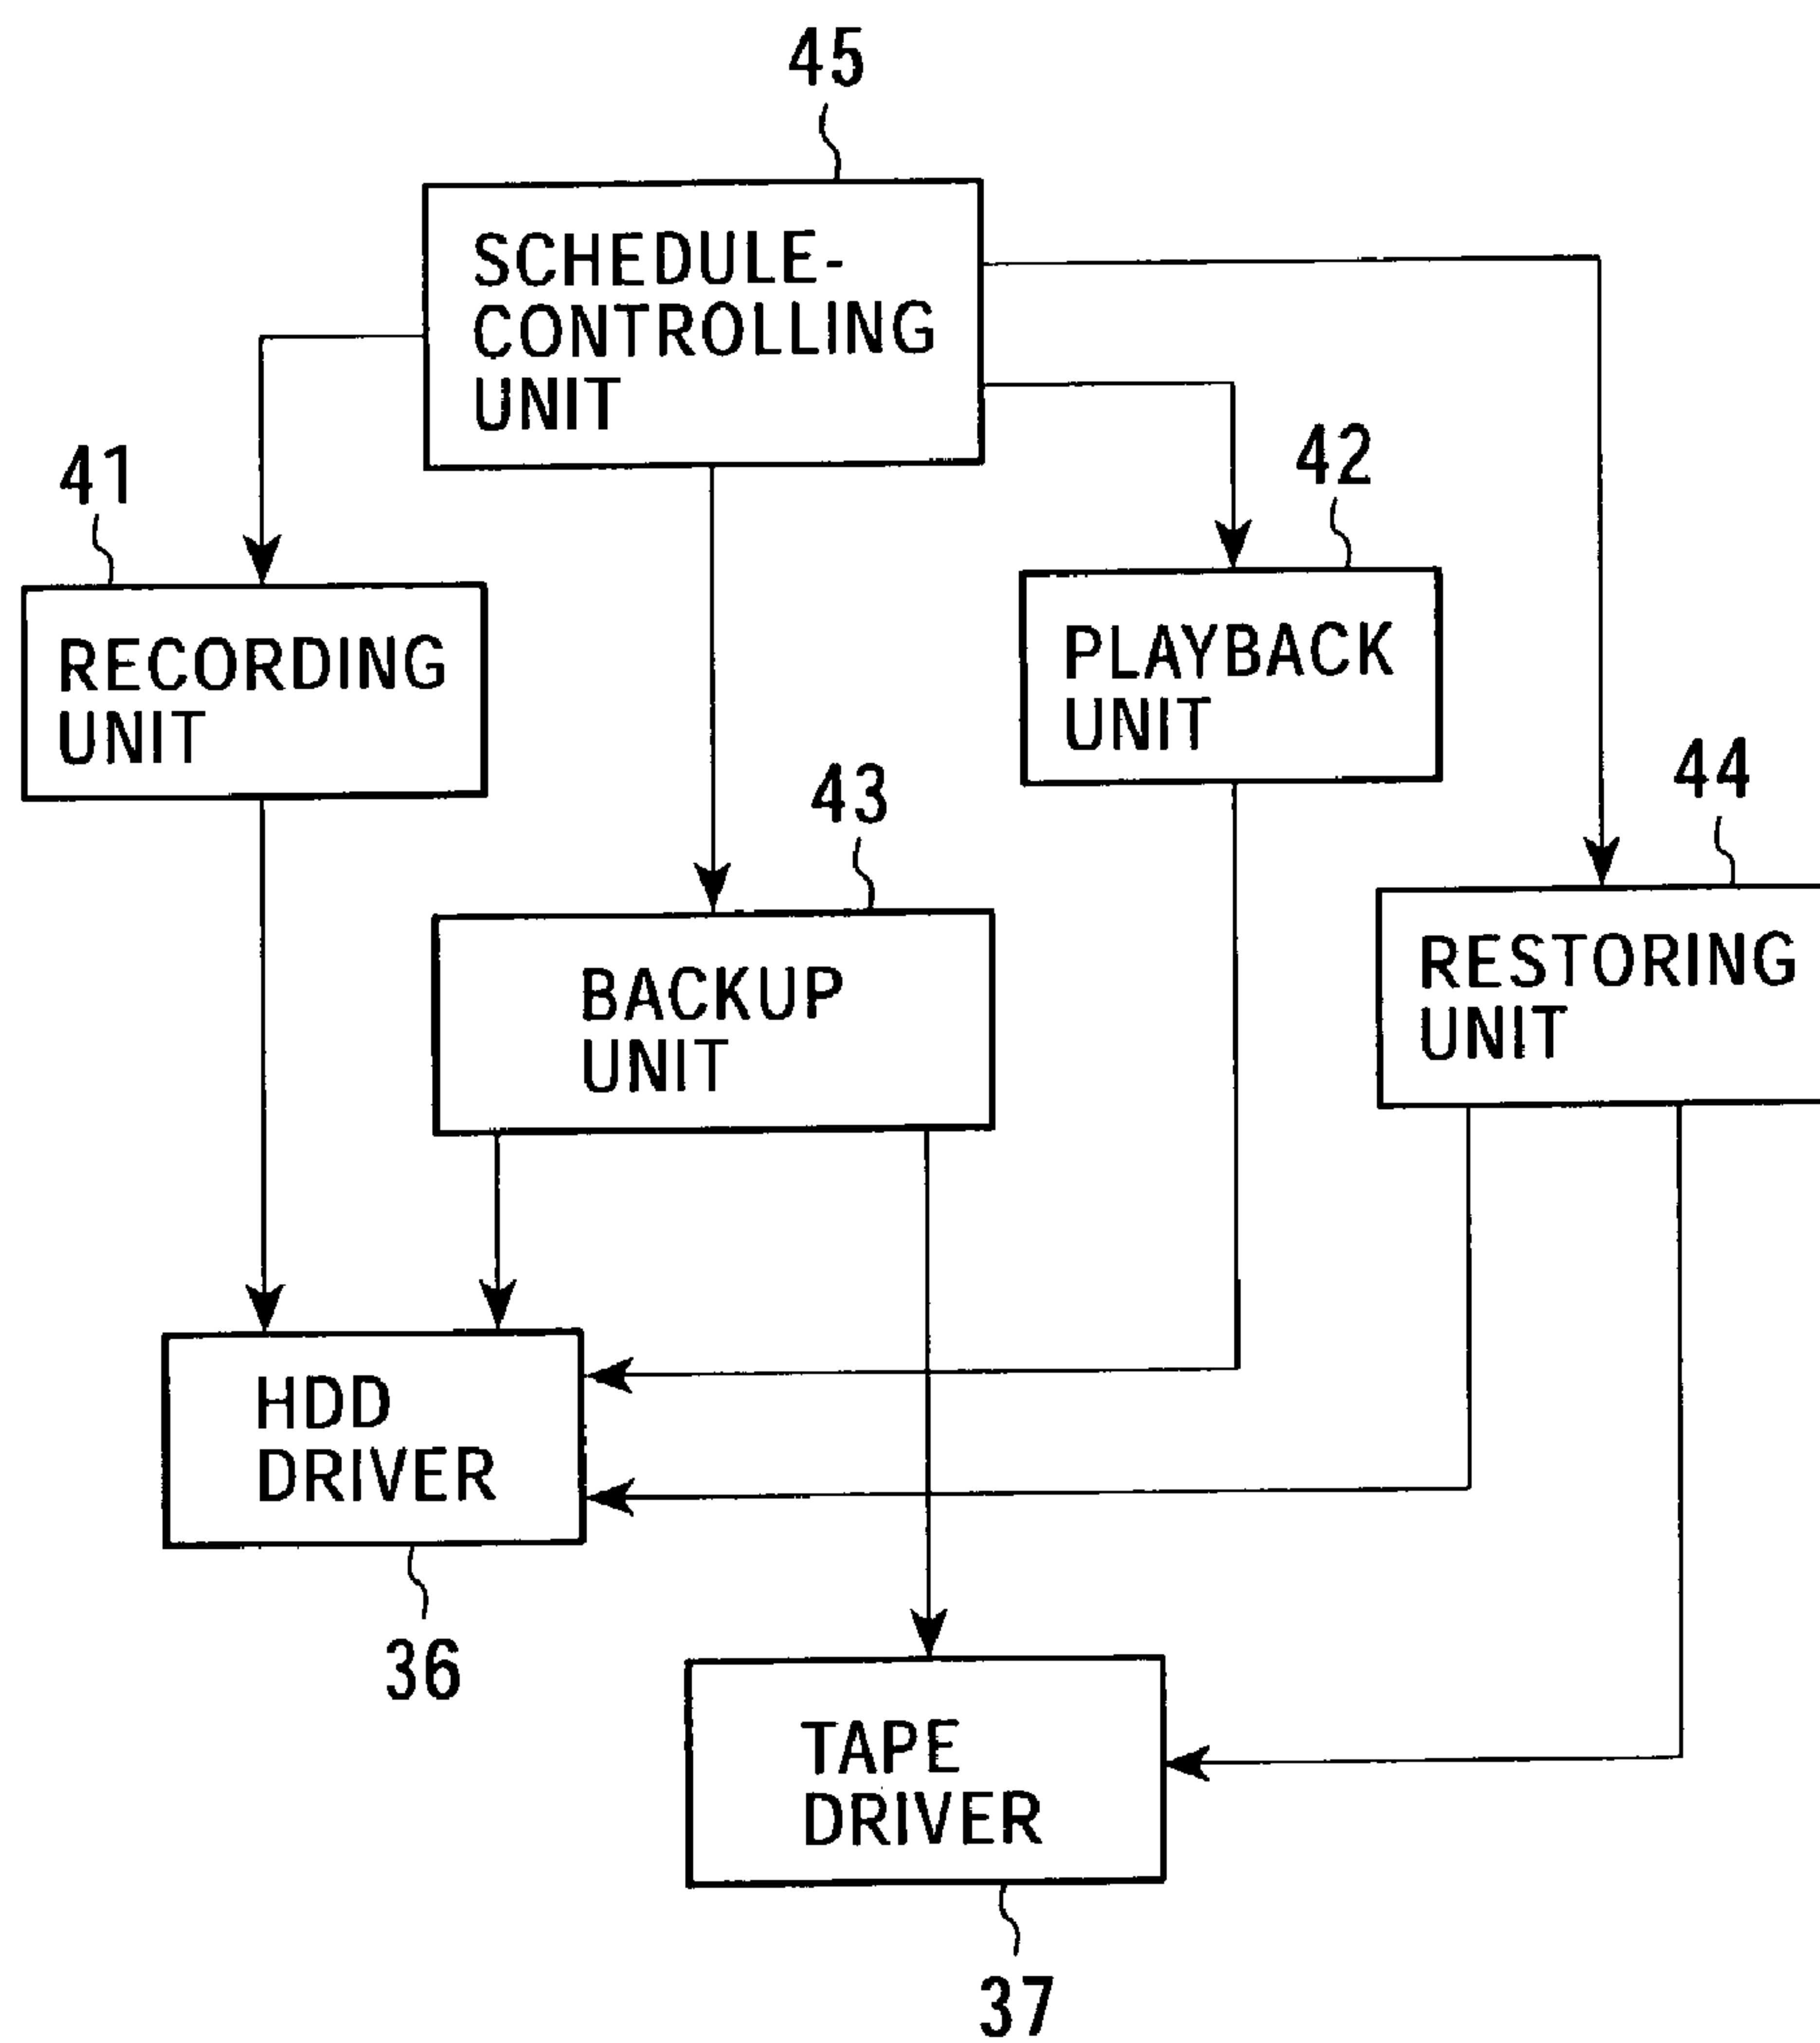 45
SCHEDULE-
CONTROLLING
UNIT
41
RECORDING
UNIT
42
PLAYBACK
UNIT
43
BACKUP
UNIT
44
RESTORING
UNIT
HDD
DRIVER
36
TAPE
DRIVER
37